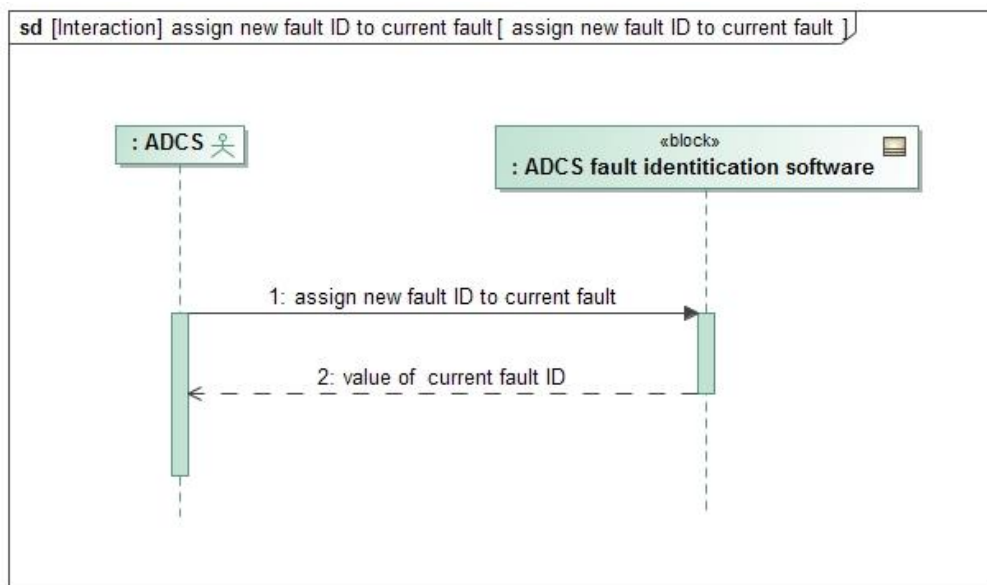 sd [Interaction] assign new fault ID to current fault [ assign new fault ID to current fault ]
: ADCS
«block»
: ADCS fault identitication software
1: assign new fault ID to current fault
2: value of current fault ID